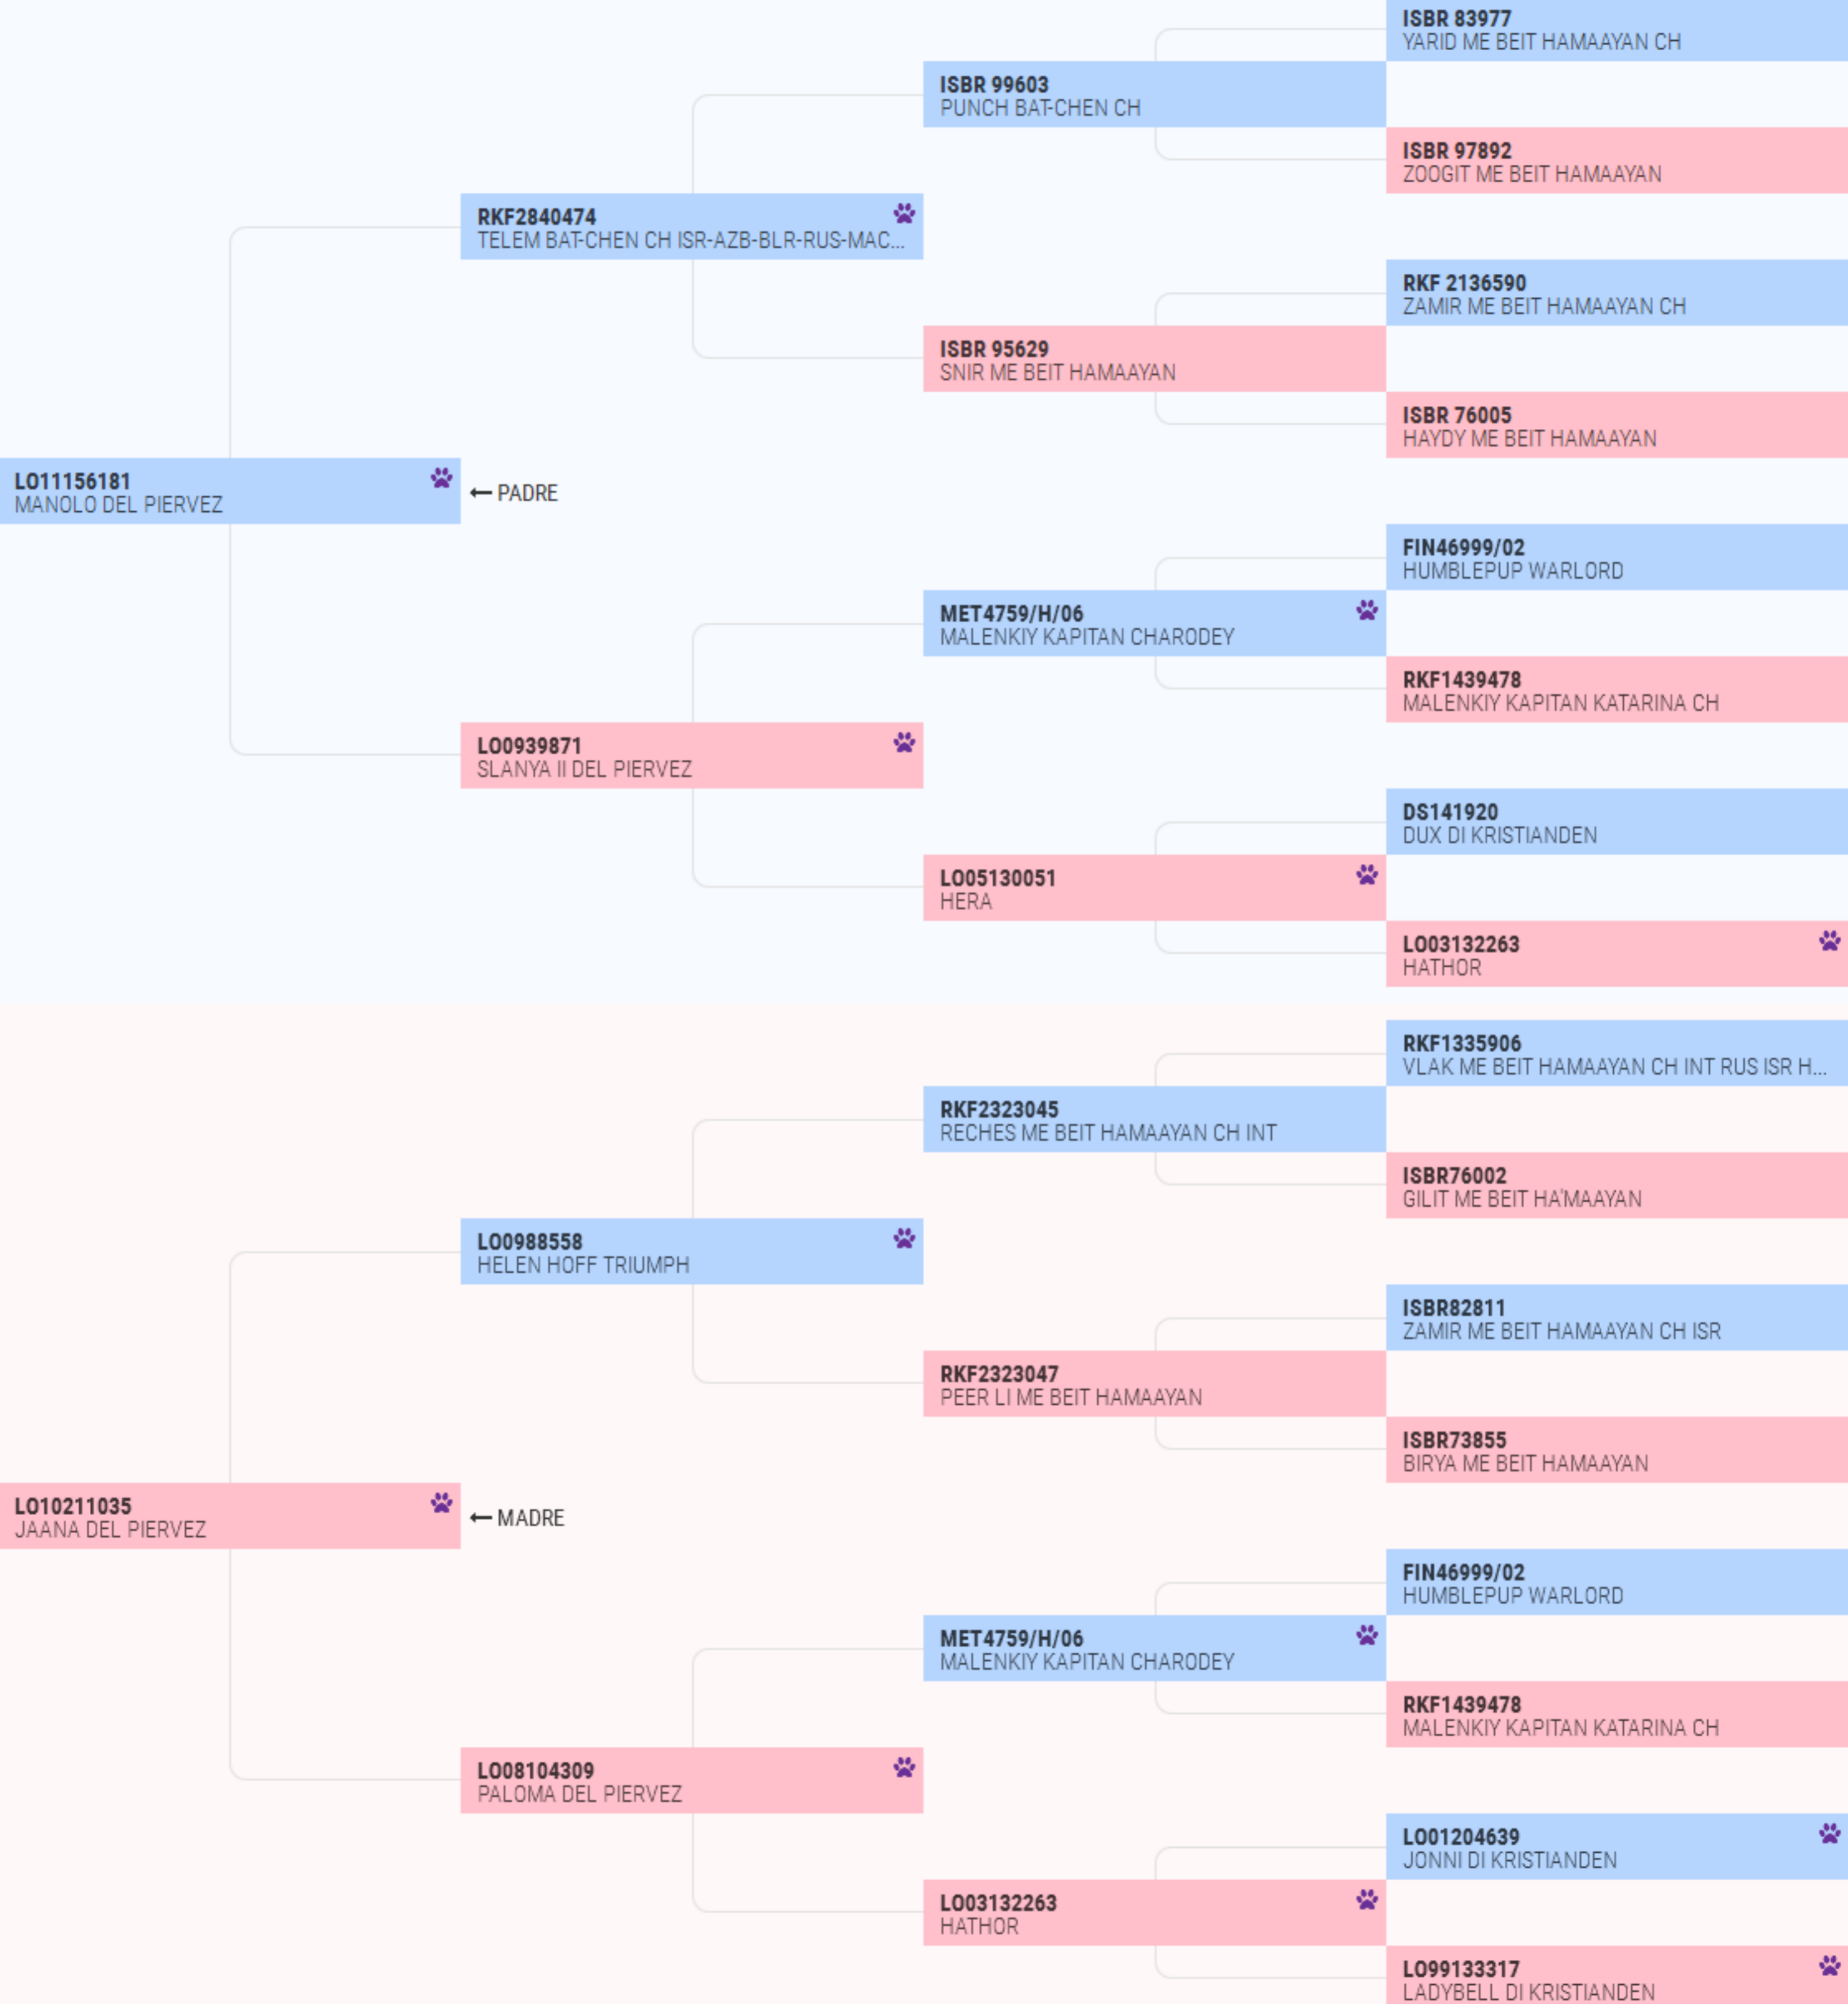 ISBR 83977
YARID ME BEIT HAMAAYAN CH
ISBR 99603
PUNCH BAT-CHEN CH
ISBR 97892
ZOOGIT ME BEIT HAMAAYAN
RKF2840474
TELEM BAT-CHEN CH ISR-AZB-BLR-RUS-MAC...
RKF 2136590
ZAMIR ME BEIT HAMAAYAN CH
ISBR 95629
SNIR ME BEIT HAMAAYAN
ISBR 76005
HAYDY ME BEIT HAMAAYAN
LO11156181
MANOLO DEL PIERVEZ
← PADRE
FIN46999/02
HUMBLEPUP WARLORD
MET4759/H/06
MALENKIY KAPITAN CHARODEY
RKF1439478
MALENKIY KAPITAN KATARINA CH
LO0939871
SLANYA II DEL PIERVEZ
DS141920
DUX DI KRISTIANDEN
LO05130051
HERA
LO03132263
HATHOR
RKF1335906
VLAK ME BEIT HAMAAYAN CH INT RUS ISR H...
RKF2323045
RECHES ME BEIT HAMAAYAN CH INT
ISBR76002
GILIT ME BEIT HA'MAAYAN
LO0988558
HELEN HOFF TRIUMPH
ISBR82811
ZAMIR ME BEIT HAMAAYAN CH ISR
RKF2323047
PEER LI ME BEIT HAMAAYAN
ISBR73855
BIRYA ME BEIT HAMAAYAN
LO10211035
JAANA DEL PIERVEZ
← MADRE
FIN46999/02
HUMBLEPUP WARLORD
MET4759/H/06
MALENKIY KAPITAN CHARODEY
RKF1439478
MALENKIY KAPITAN KATARINA CH
LO08104309
PALOMA DEL PIERVEZ
LO01204639
JONNI DI KRISTIANDEN
LO03132263
HATHOR
LO99133317
LADYBELL DI KRISTIANDEN